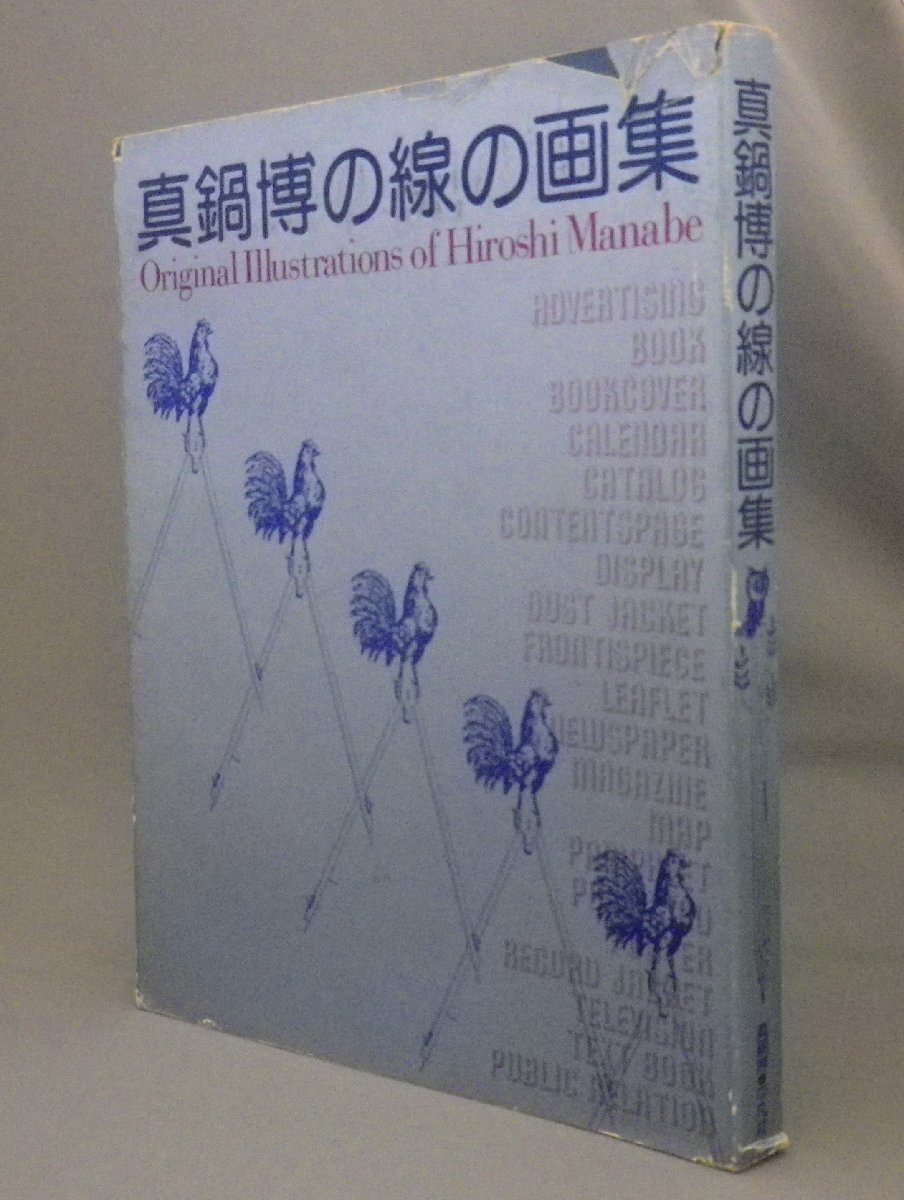 真鍋博の線の画集
Original Illustrations of Hiroshi Manabe
ADVERTISING
BOOK
BOOKCOVER
CALENDAR
CATALOG
CONTENTSPAGE
DISPLAY
DUST JACKET
FRONTISPIECE
LEAFLET
NEWSPAPER
MAGAZINE
MAP
RECORD JACKET
TELEVISION
TEXT BOOK
PUBLIC RELATION
真鍋博の線の画集